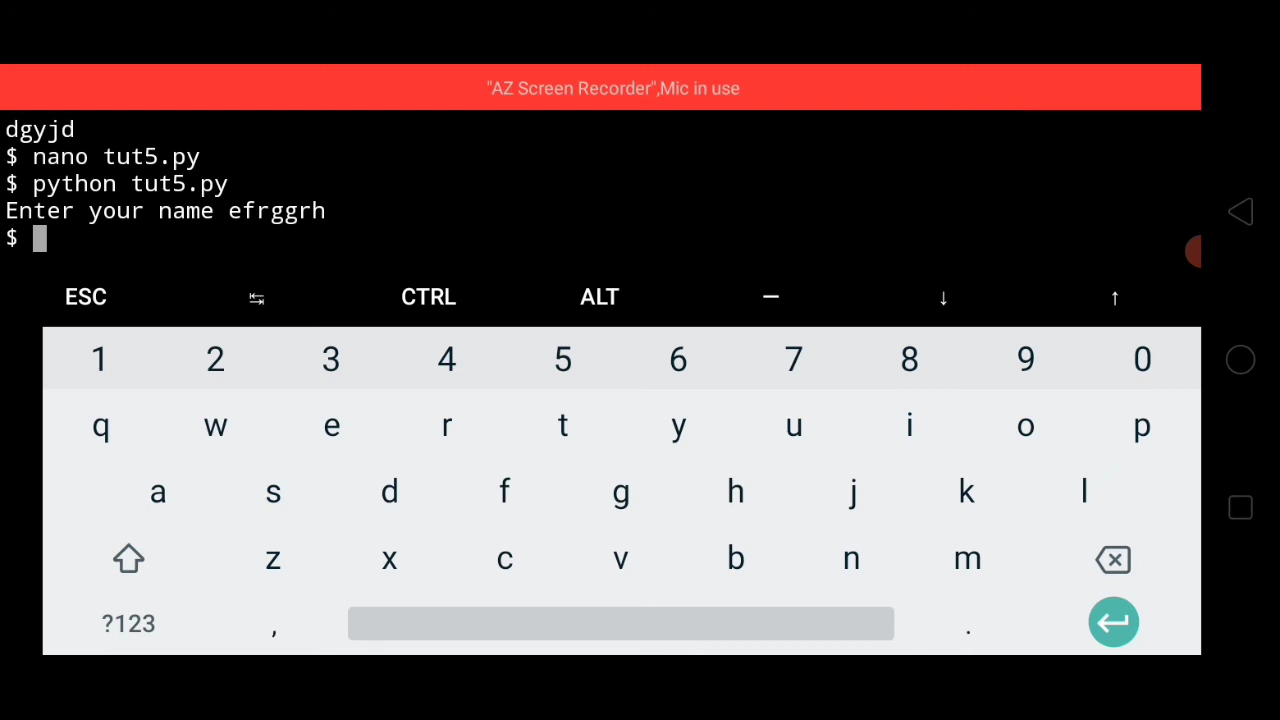 "AZ Screen Recorder",Mic in use
dgyjd
$ nano tut5.py
$ python tut5.py
Enter your name efrggrh
$
ESC ↹ CTRL ALT — ↓ ↑
1 2 3 4 5 6 7 8 9 0
q w e r t y u i o p
a s d f g h j k l
z x c v b n m
?123 , .